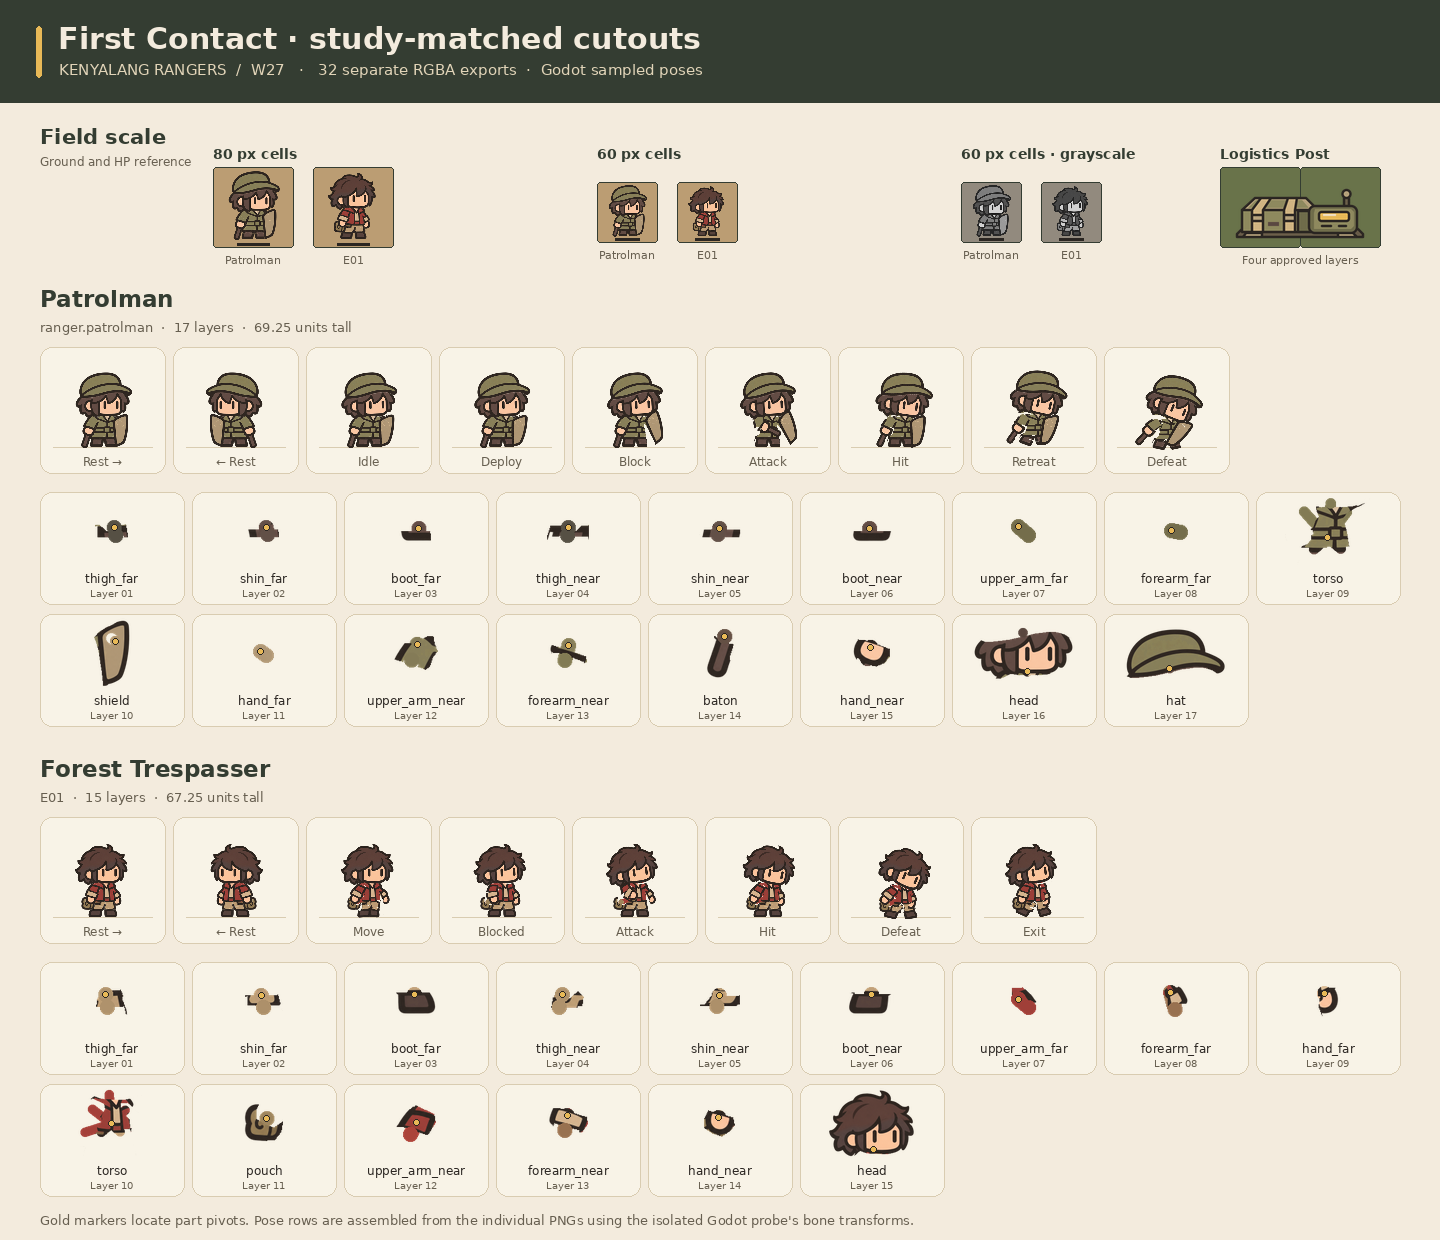 First Contact · study-matched cutouts
KENYALANG RANGERS / W27 · 32 separate RGBA exports · Godot sampled poses
Field scale
Ground and HP reference
80 px cells
60 px cells
60 px cells · grayscale
Logistics Post
Patrolman
E01
Patrolman
E01
Patrolman
E01
Four approved layers
Patrolman
ranger.patrolman · 17 layers · 69.25 units tall
Rest →
← Rest
Idle
Deploy
Block
Attack
Hit
Retreat
Defeat
thigh_far
Layer 01
shin_far
Layer 02
boot_far
Layer 03
thigh_near
Layer 04
shin_near
Layer 05
boot_near
Layer 06
upper_arm_far
Layer 07
forearm_far
Layer 08
torso
Layer 09
shield
Layer 10
hand_far
Layer 11
upper_arm_near
Layer 12
forearm_near
Layer 13
baton
Layer 14
hand_near
Layer 15
head
Layer 16
hat
Layer 17
Forest Trespasser
E01 · 15 layers · 67.25 units tall
Rest →
← Rest
Move
Blocked
Attack
Hit
Defeat
Exit
thigh_far
Layer 01
shin_far
Layer 02
boot_far
Layer 03
thigh_near
Layer 04
shin_near
Layer 05
boot_near
Layer 06
upper_arm_far
Layer 07
forearm_far
Layer 08
hand_far
Layer 09
torso
Layer 10
pouch
Layer 11
upper_arm_near
Layer 12
forearm_near
Layer 13
hand_near
Layer 14
head
Layer 15
Gold markers locate part pivots. Pose rows are assembled from the individual PNGs using the isolated Godot probe's bone transforms.